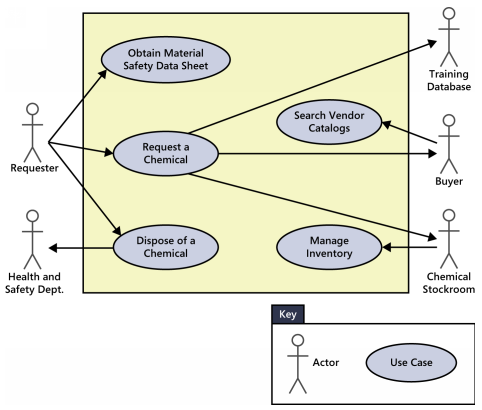 Obtain Material
Safety Data Sheet
Training
Database
Search Vendor
Catalogs
Request a
Chemical
Requester
Buyer
Dispose of a
Chemical
Manage
Inventory
Health and
Safety Dept.
Chemical
Stockroom
Key
Actor
Use Case